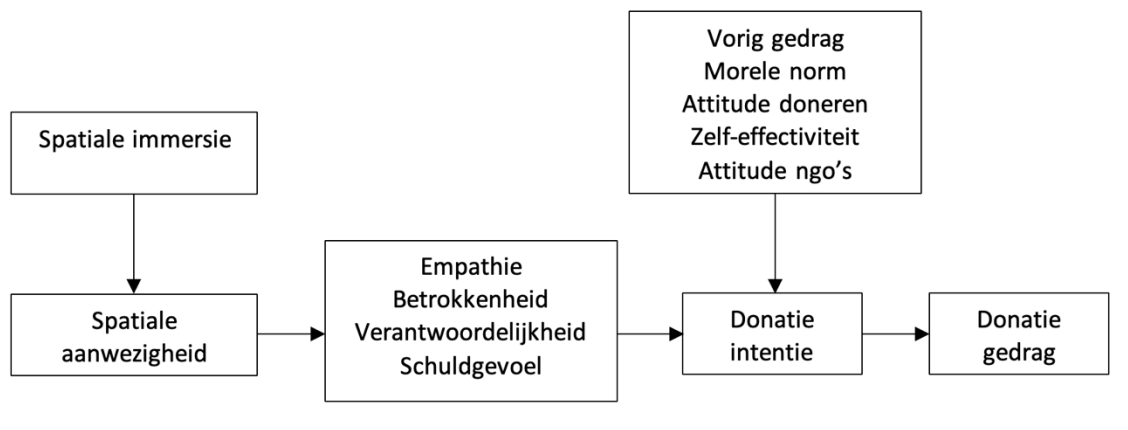 Vorig gedrag
Morele norm
Attitude doneren
Zelf-effectiviteit
Attitude ngo’s
Spatiale immersie
Spatiale
aanwezigheid
Empathie
Betrokkenheid
Verantwoordelijkheid
Schuldgevoel
Donatie
intentie
Donatie
gedrag